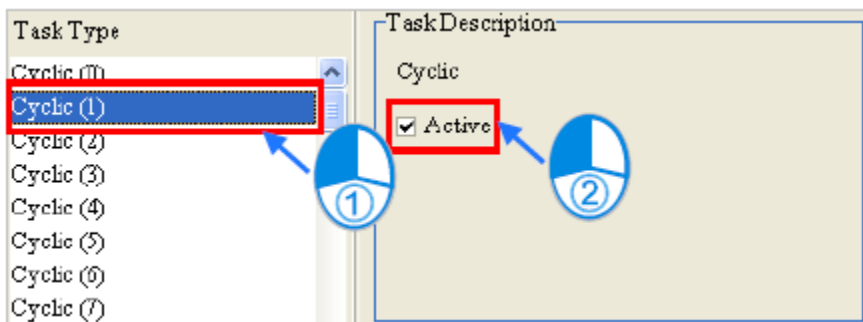 Task Type
Cyclic (0)
Cyclic (1)
Cyclic (2)
Cyclic (3)
Cyclic (4)
Cyclic (5)
Cyclic (6)
Cyclic (7)
Task Description
Cyclic
Active
1
2